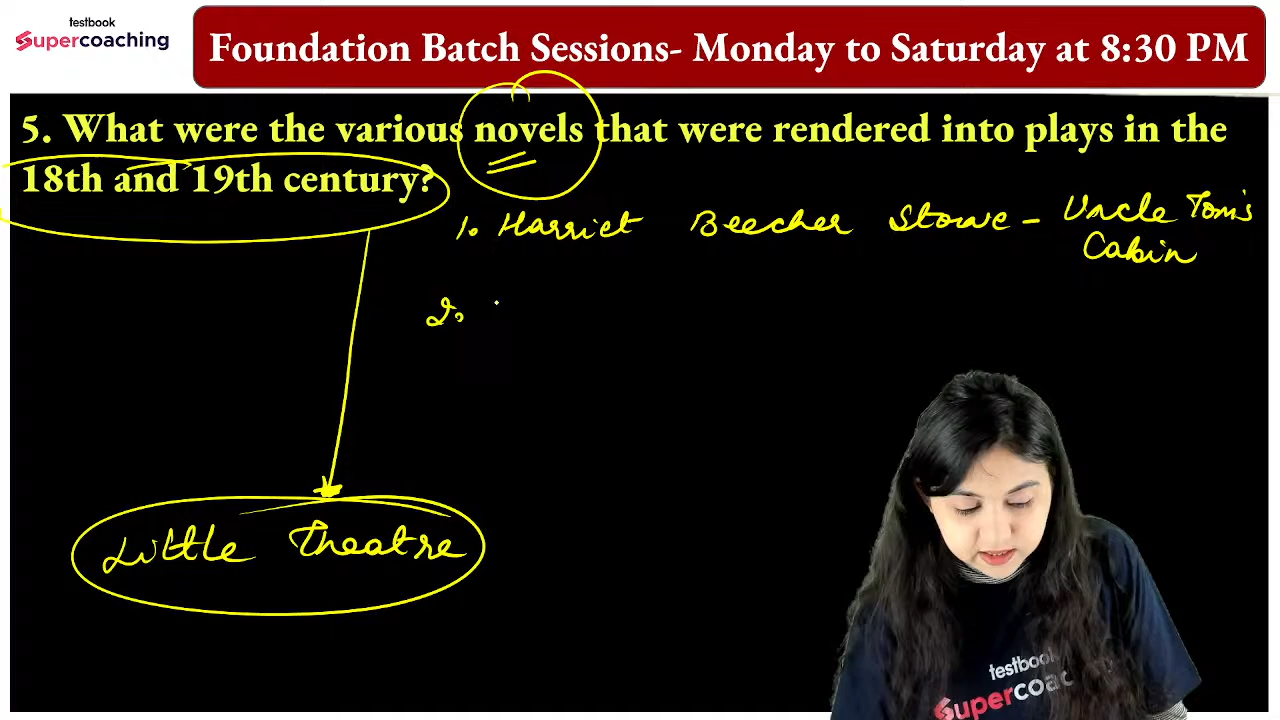 testbook
Supercoaching
Foundation Batch Sessions- Monday to Saturday at 8:30 PM
5. What were the various novels that were rendered into plays in the
18th and 19th century?
1. Harriet Beecher Stowe - Uncle Tom's
Cabin
2.
Little Theatre
testbook
Supercoac